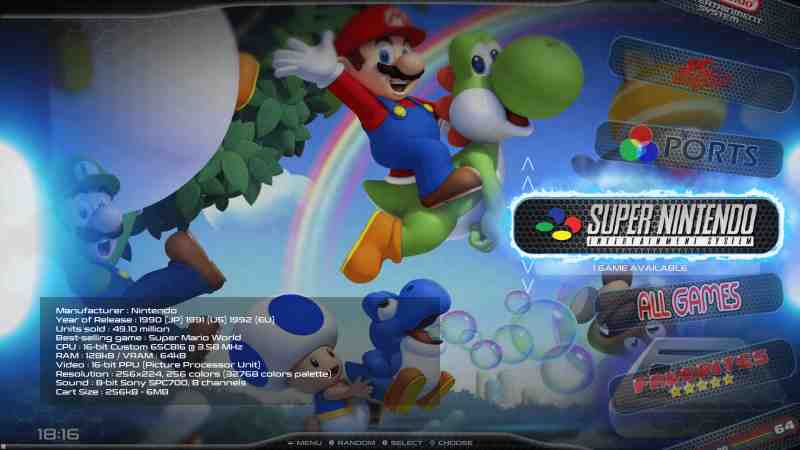 ERTAINMENT
SYSTEM
PORTS
SUPER NINTENDO
ENTERTAINMENT SYSTEM
1 GAME AVAILABLE
ALL GAMES
FAVORITES
64
Manufacturer : Nintendo
Year of Release : 1990 (JP) 1991 (US) 1992 (EU)
Units sold : 49.10 million
Best-selling game : Super Mario World
CPU : 16-bit Custom 65C816 @ 3.58 MHz
RAM : 128kB / VRAM : 64kB
Video : 16-bit PPU (Picture Processor Unit)
Resolution : 256x224, 256 colors (32768 colors palette)
Sound : 8-bit Sony SPC700, 8 channels
Cart Size : 256kB - 6MB
18:16
MENU RANDOM SELECT CHOOSE